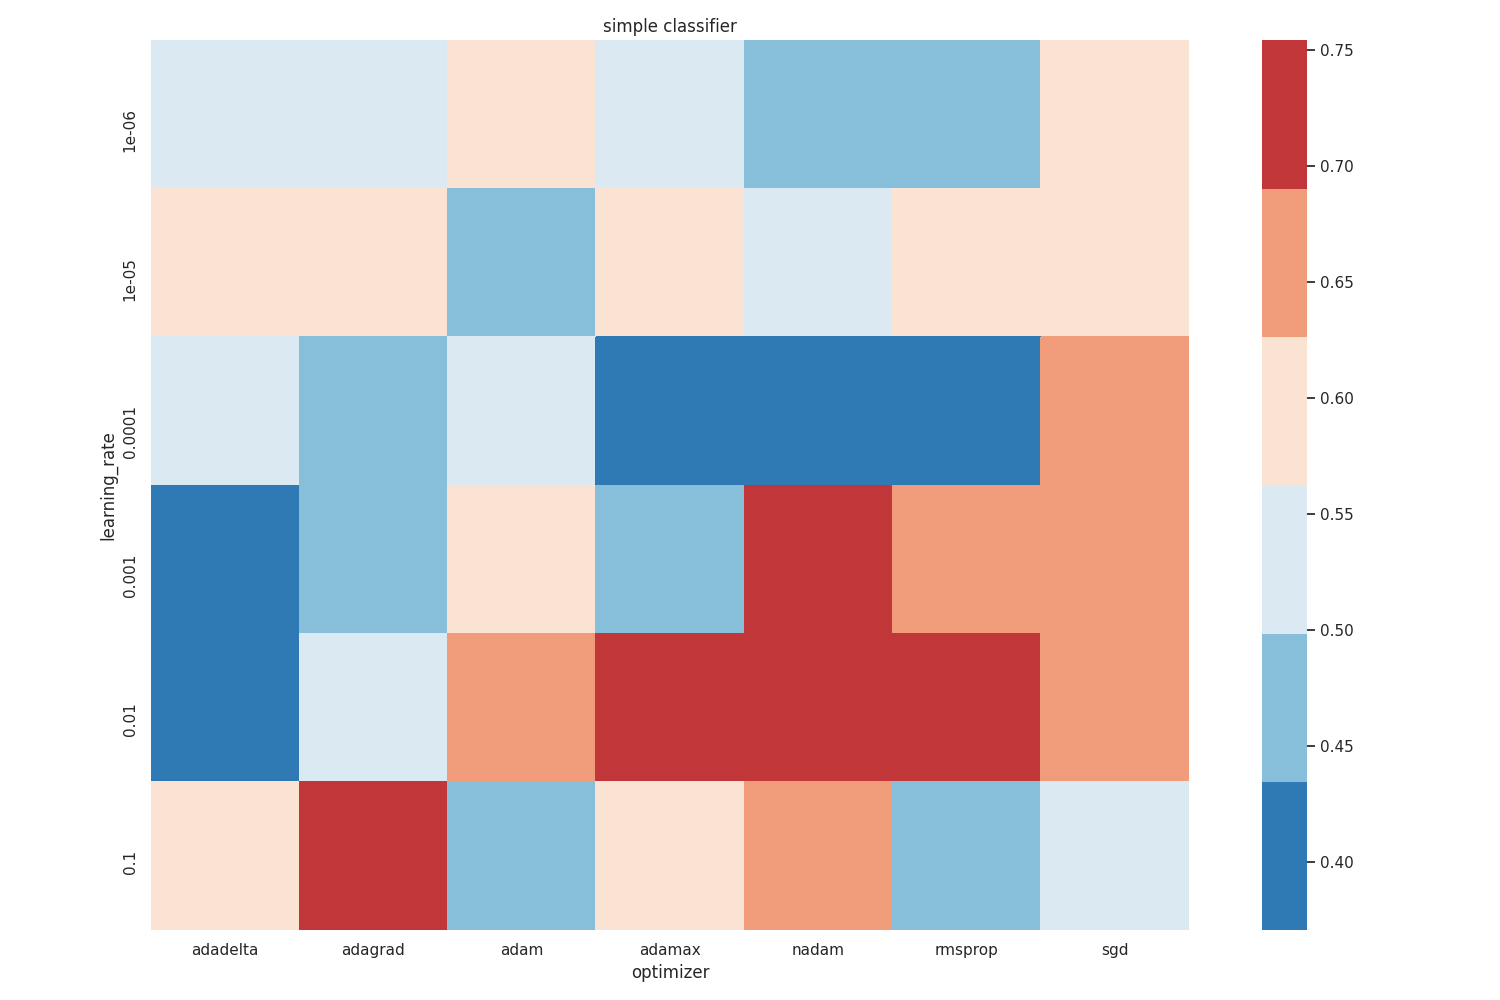 simple classifier
learning_rate
1e-06
1e-05
0.0001
0.001
0.01
0.1
adadelta adagrad adam adamax nadam rmsprop sgd
optimizer
0.75
0.70
0.65
0.60
0.55
0.50
0.45
0.40